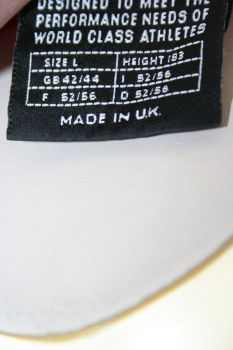 DESIGNED TO MEET THE
PERFORMANCE NEEDS OF
WORLD CLASS ATHLETES
SIZE L HEIGHT 183
GB 42/44 I 52/56
F 52/56 D 52/56
MADE IN U.K.